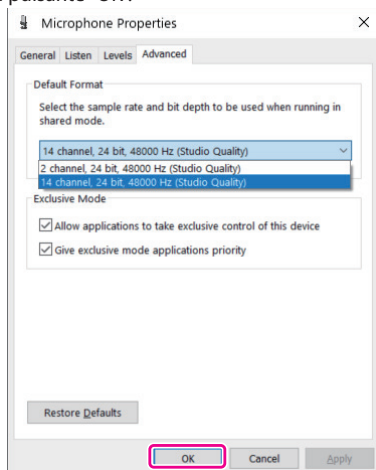 Microphone Properties
General Listen Levels Advanced
Default Format
Select the sample rate and bit depth to be used when running in
shared mode.
14 channel, 24 bit, 48000 Hz (Studio Quality)
2 channel, 24 bit, 48000 Hz (Studio Quality)
14 channel, 24 bit, 48000 Hz (Studio Quality)
Exclusive Mode
Allow applications to take exclusive control of this device
Give exclusive mode applications priority
Restore Defaults
OK Cancel Apply